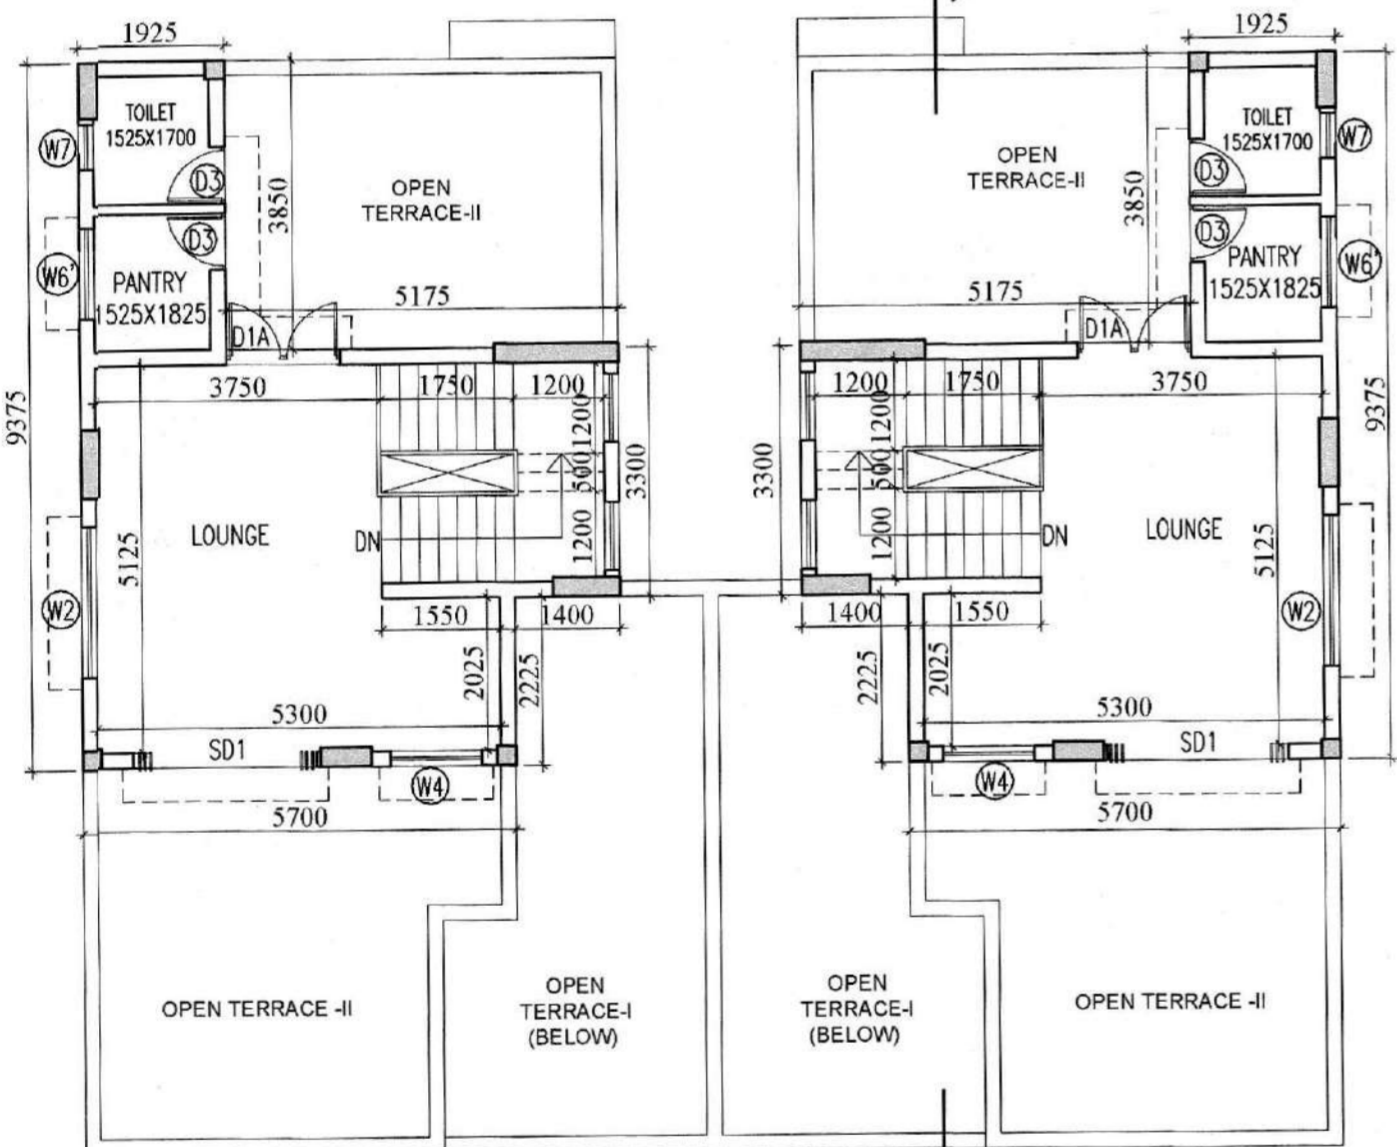 1925
1925
TOILET
1525X1700
TOILET
1525X1700
W7
W7
D3
D3
OPEN
TERRACE-II
OPEN
TERRACE-II
3850
3850
D3
D3
W6'
W6'
PANTRY
1525X1825
PANTRY
1525X1825
5175
5175
D1A
D1A
3750
1750
1200
1200
1750
3750
9375
9375
1200
500
1200
1200
500
1200
3300
3300
LOUNGE
LOUNGE
DN
DN
5125
5125
W2
W2
1550
1400
1400
1550
2025
2225
2225
2025
5300
5300
SD1
SD1
W4
W4
5700
5700
OPEN TERRACE -II
OPEN
TERRACE-I
(BELOW)
OPEN
TERRACE-I
(BELOW)
OPEN TERRACE -II